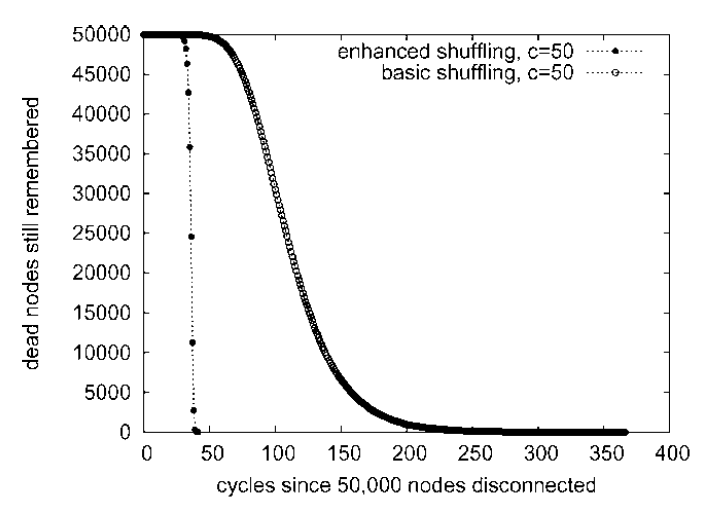 50000
45000
40000
35000
30000
25000
20000
15000
10000
5000
0
dead nodes still remembered
enhanced shuffling, c=50
basic shuffling, c=50
0 50 100 150 200 250 300 350 400
cycles since 50,000 nodes disconnected